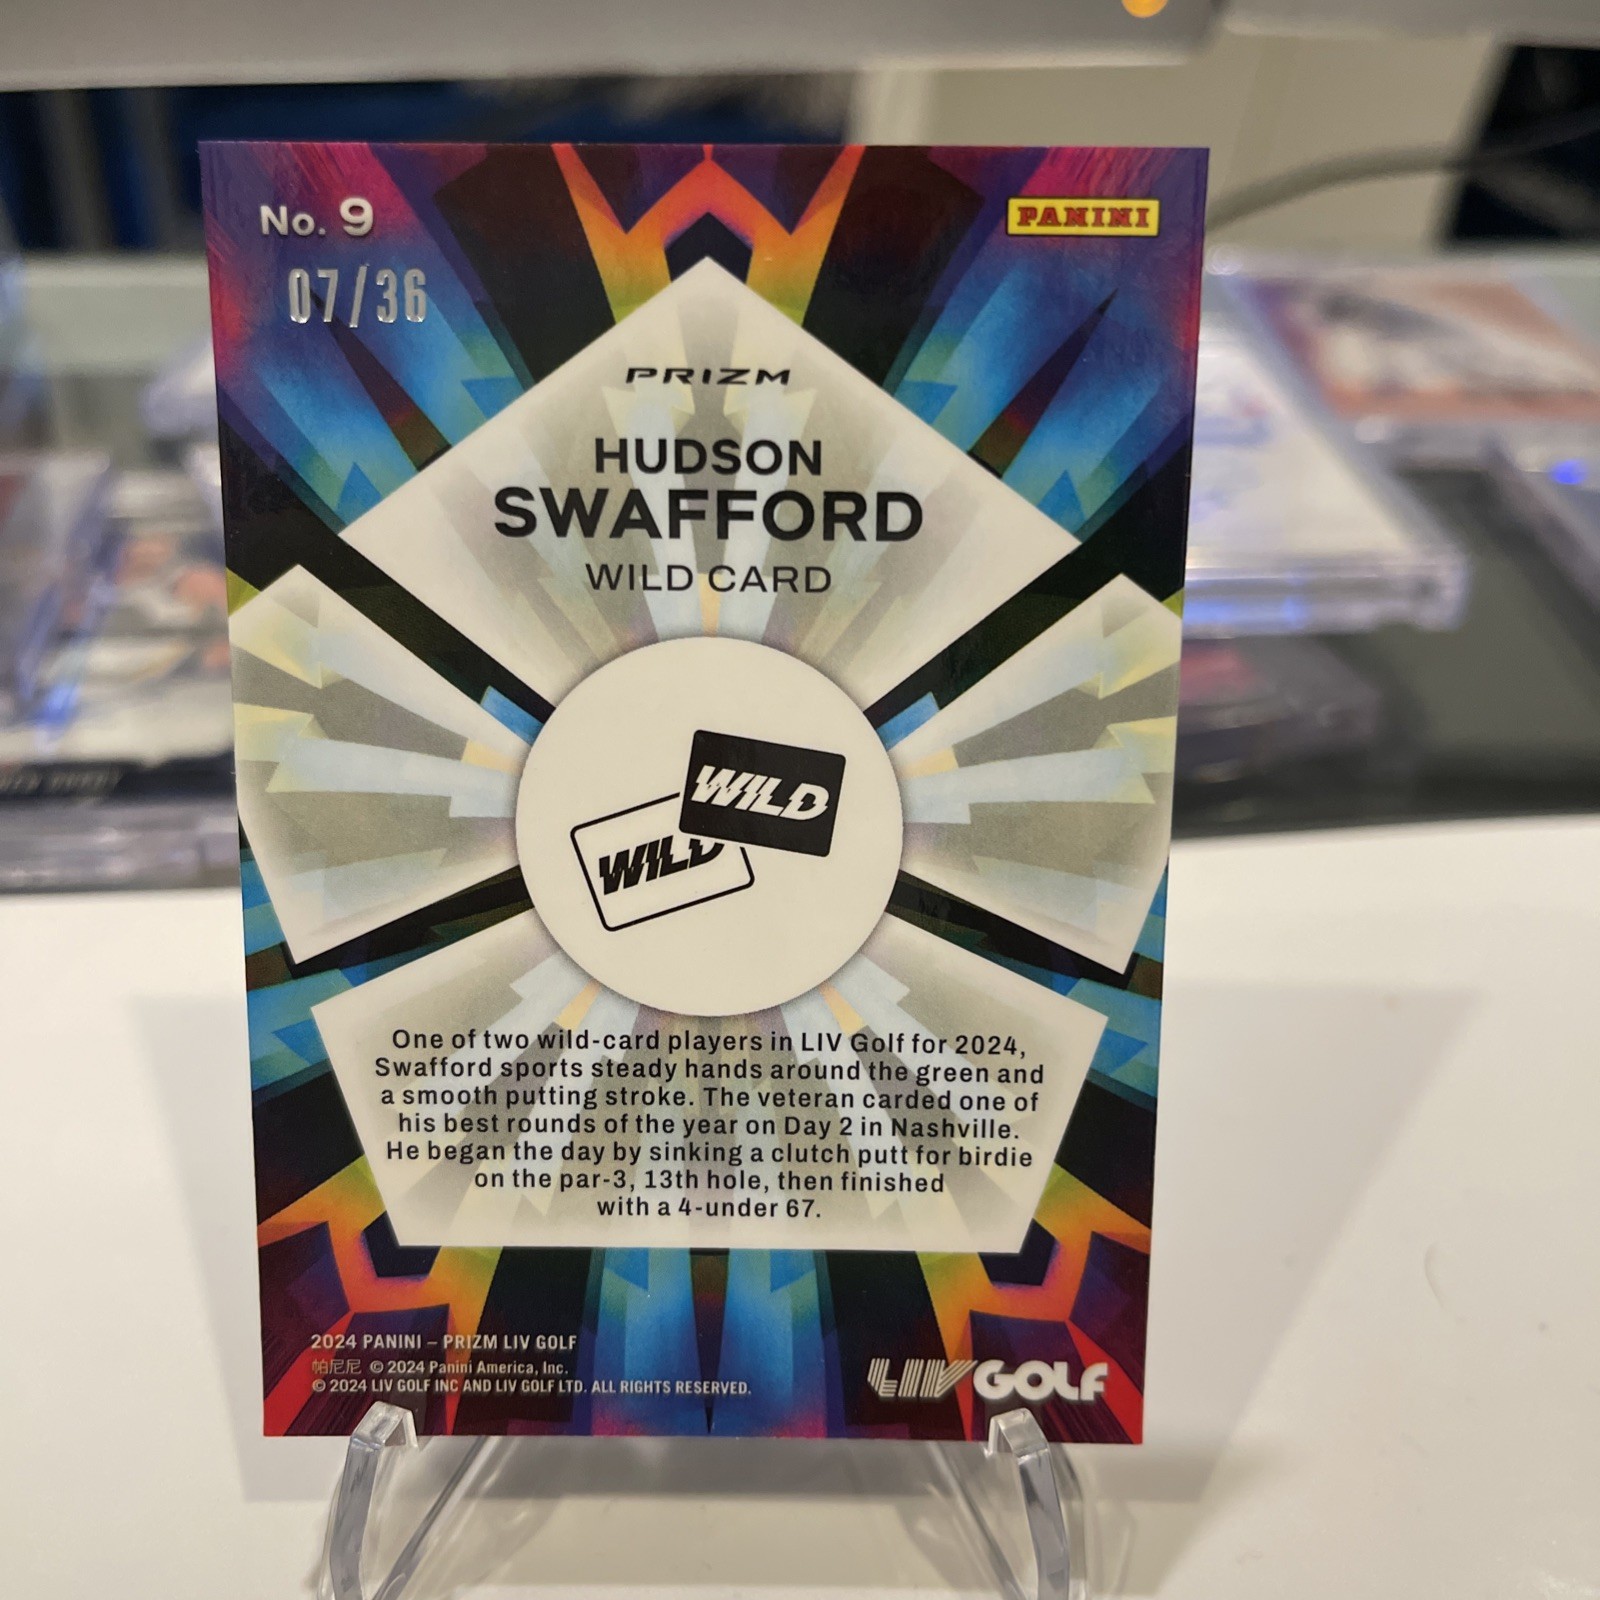 No. 9
PANINI
07/36
PRIZM
HUDSON
SWAFFORD
WILD CARD
WILD
WILD
One of two wild-card players in LIV Golf for 2024,
Swafford sports steady hands around the green and
a smooth putting stroke. The veteran carded one of
his best rounds of the year on Day 2 in Nashville.
He began the day by sinking a clutch putt for birdie
on the par-3, 13th hole, then finished
with a 4-under 67.
2024 PANINI – PRIZM LIV GOLF
帕尼尼 © 2024 Panini America, Inc.
© 2024 LIV GOLF INC AND LIV GOLF LTD. ALL RIGHTS RESERVED.
LIV GOLF